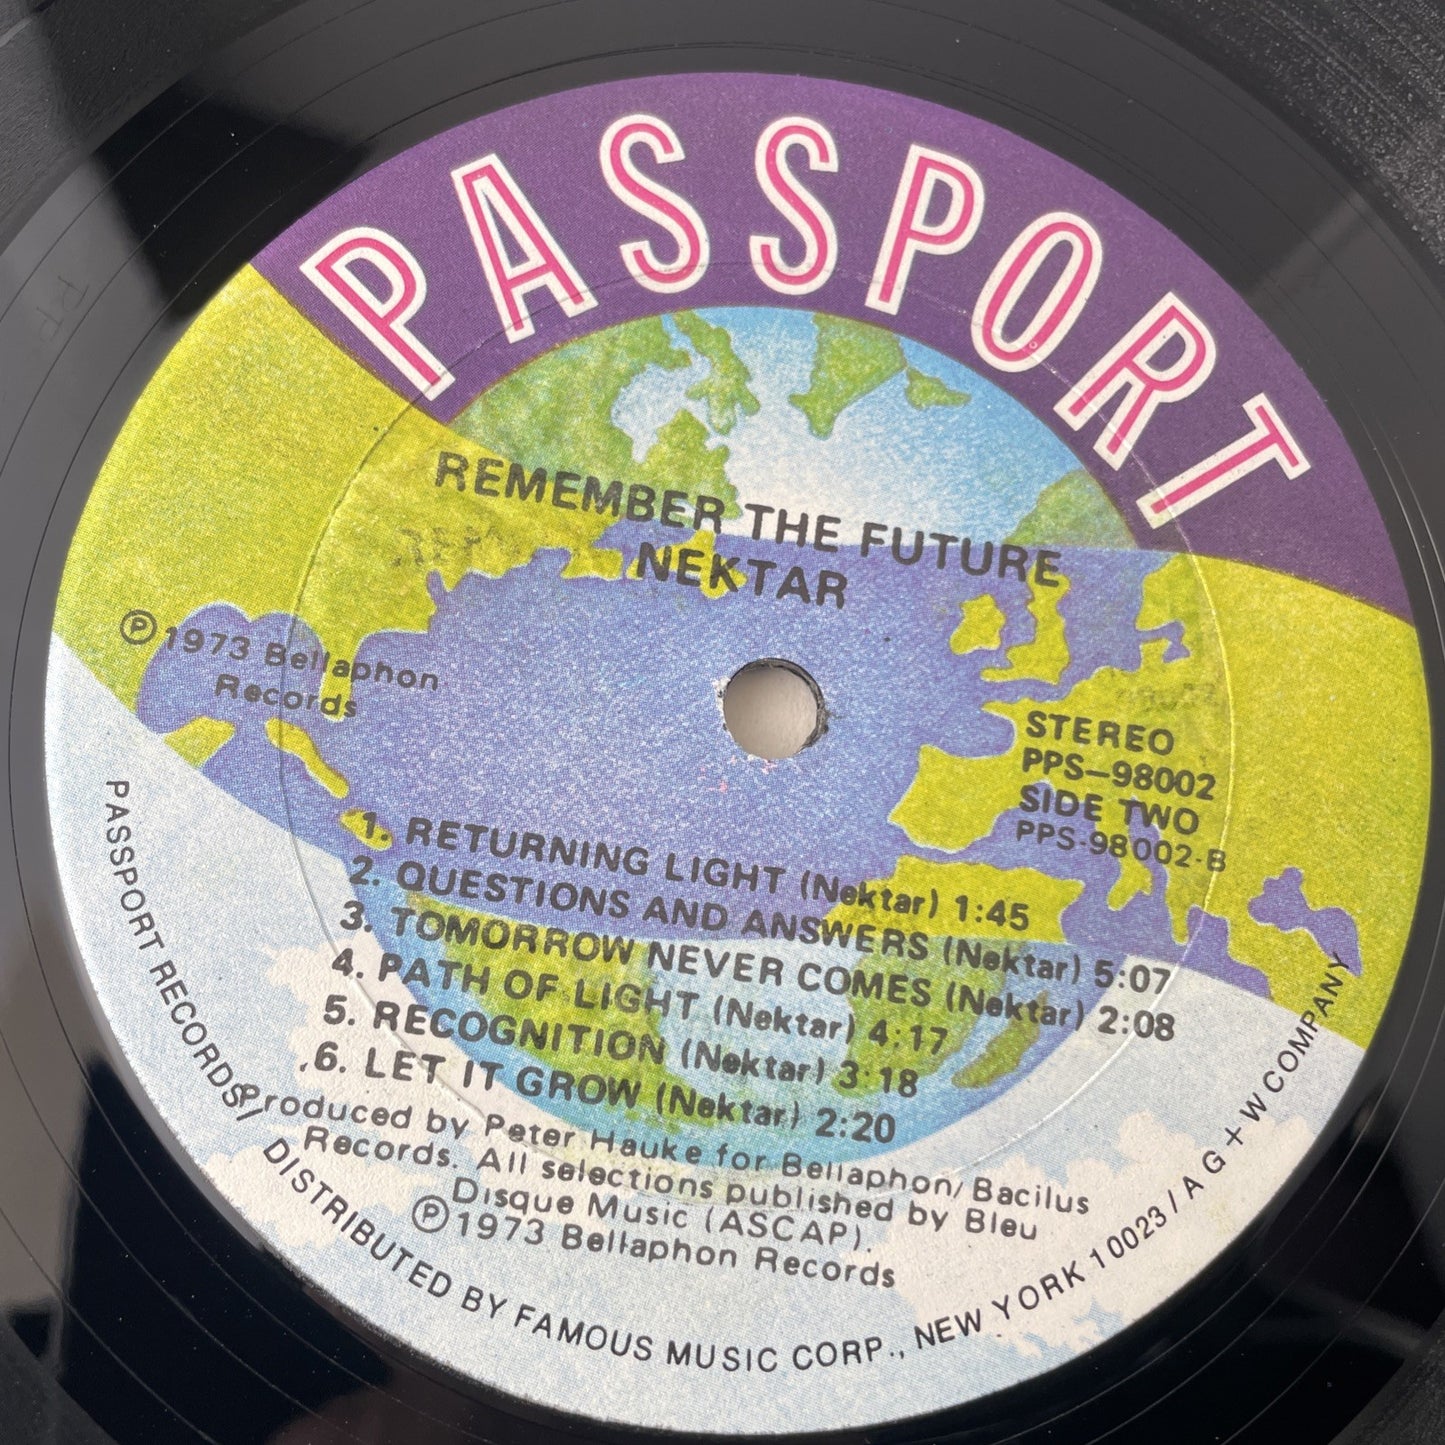 PASSPORT
REMEMBER THE FUTURE
NEKTAR
℗ 1973 Bellaphon
Records
STEREO
PPS-98002
SIDE TWO
PPS-98002-B
1. RETURNING LIGHT (Nektar) 1:45
2. QUESTIONS AND ANSWERS (Nektar) 5:07
3. TOMORROW NEVER COMES (Nektar) 2:08
4. PATH OF LIGHT (Nektar) 4:17
5. RECOGNITION (Nektar) 3:18
6. LET IT GROW (Nektar) 2:20
Produced by Peter Hauke for Bellaphon/Bacilus
Records. All selections published by Bleu
Disque Music (ASCAP).
℗ 1973 Bellaphon Records
PASSPORT RECORDS/ DISTRIBUTED BY FAMOUS MUSIC CORP., NEW YORK 10023 / A G + W COMPANY